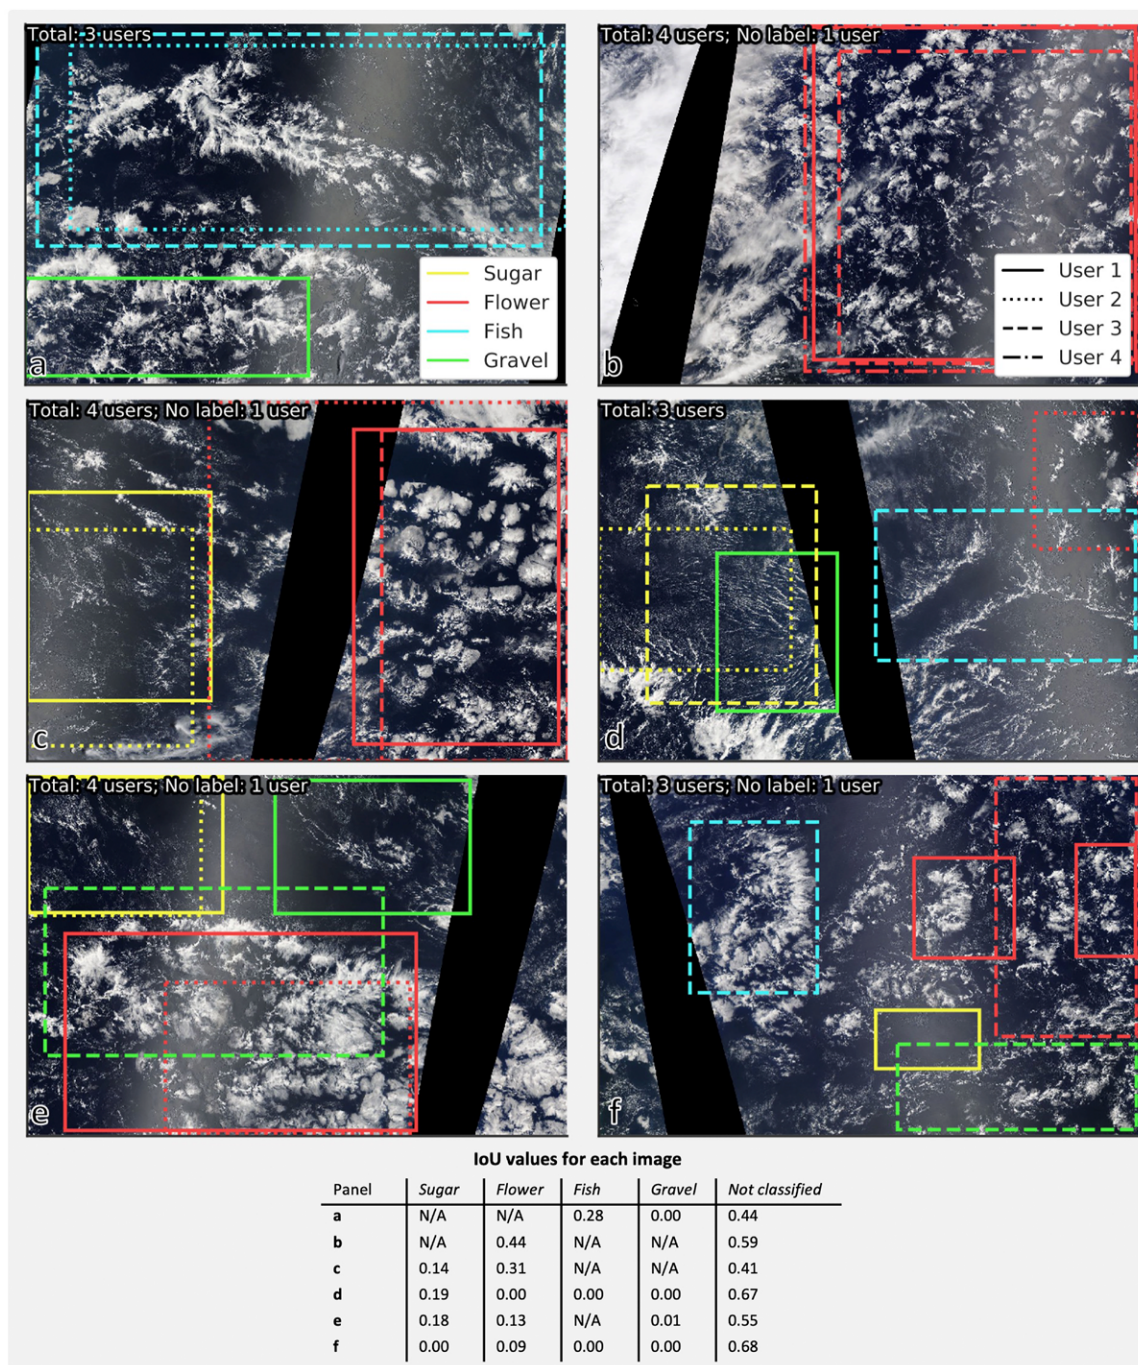 Total: 3 users
Sugar
Flower
Fish
Gravel
a
Total: 4 users; No label: 1 user
User 1
User 2
User 3
User 4
b
Total: 4 users; No label: 1 user
c
Total: 3 users
d
Total: 4 users; No label: 1 user
e
Total: 3 users; No label: 1 user
f
IoU values for each image
Panel Sugar Flower Fish Gravel Not classified
a N/A N/A 0.28 0.00 0.44
b N/A 0.44 N/A N/A 0.59
c 0.14 0.31 N/A N/A 0.41
d 0.19 0.00 0.00 0.00 0.67
e 0.18 0.13 N/A 0.01 0.55
f 0.00 0.09 0.00 0.00 0.68